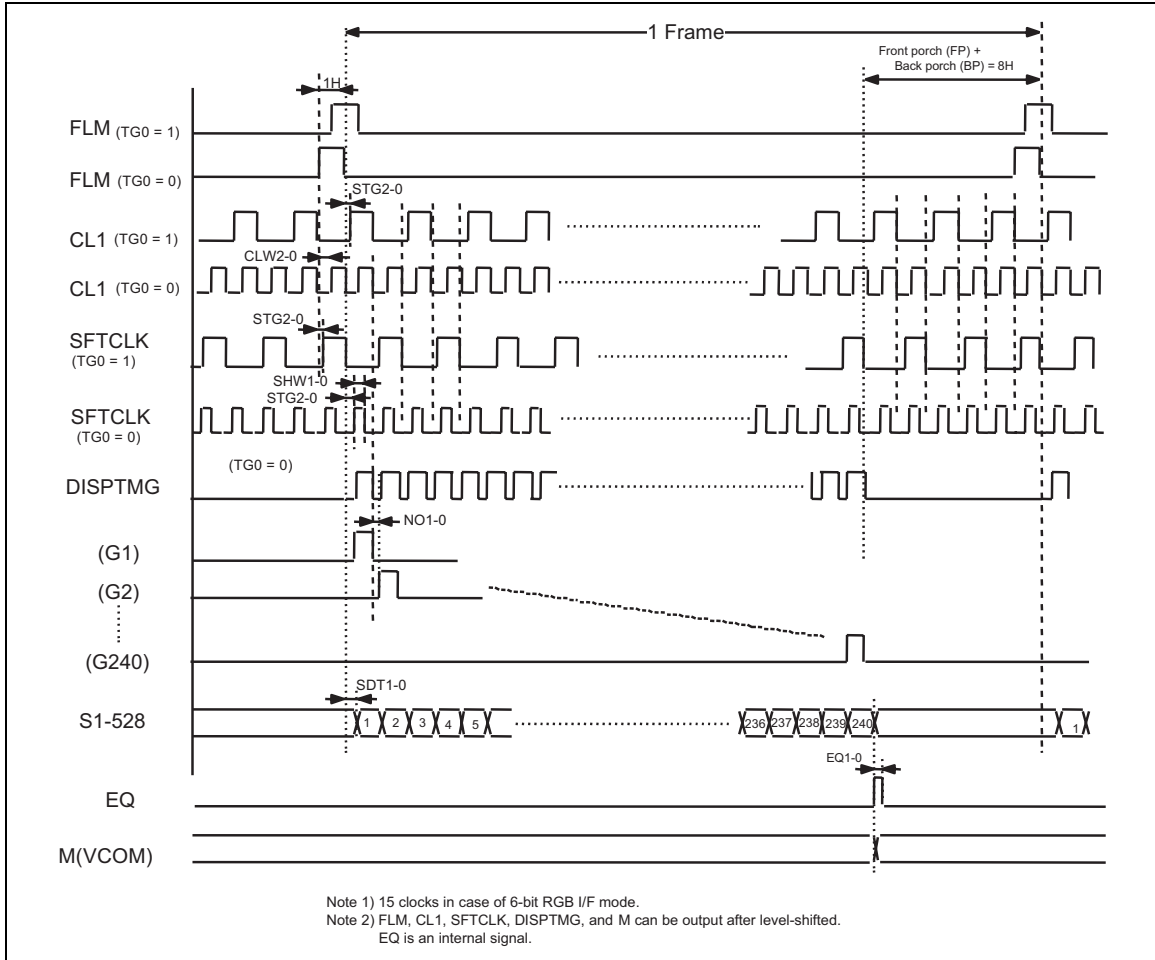 1 Frame
Front porch (FP) +
Back porch (BP) = 8H
1H
FLM (TG0 = 1)
FLM (TG0 = 0)
STG2-0
CL1 (TG0 = 1)
CLW2-0
CL1 (TG0 = 0)
STG2-0
SFTCLK
(TG0 = 1)
SHW1-0
STG2-0
SFTCLK
(TG0 = 0)
(TG0 = 0)
DISPTMG
NO1-0
(G1)
(G2)
(G240)
SDT1-0
S1-528
1 2 3 4 5 236 237 238 239 240 1
EQ1-0
EQ
M(VCOM)
Note 1) 15 clocks in case of 6-bit RGB I/F mode.
Note 2) FLM, CL1, SFTCLK, DISPTMG, and M can be output after level-shifted.
EQ is an internal signal.